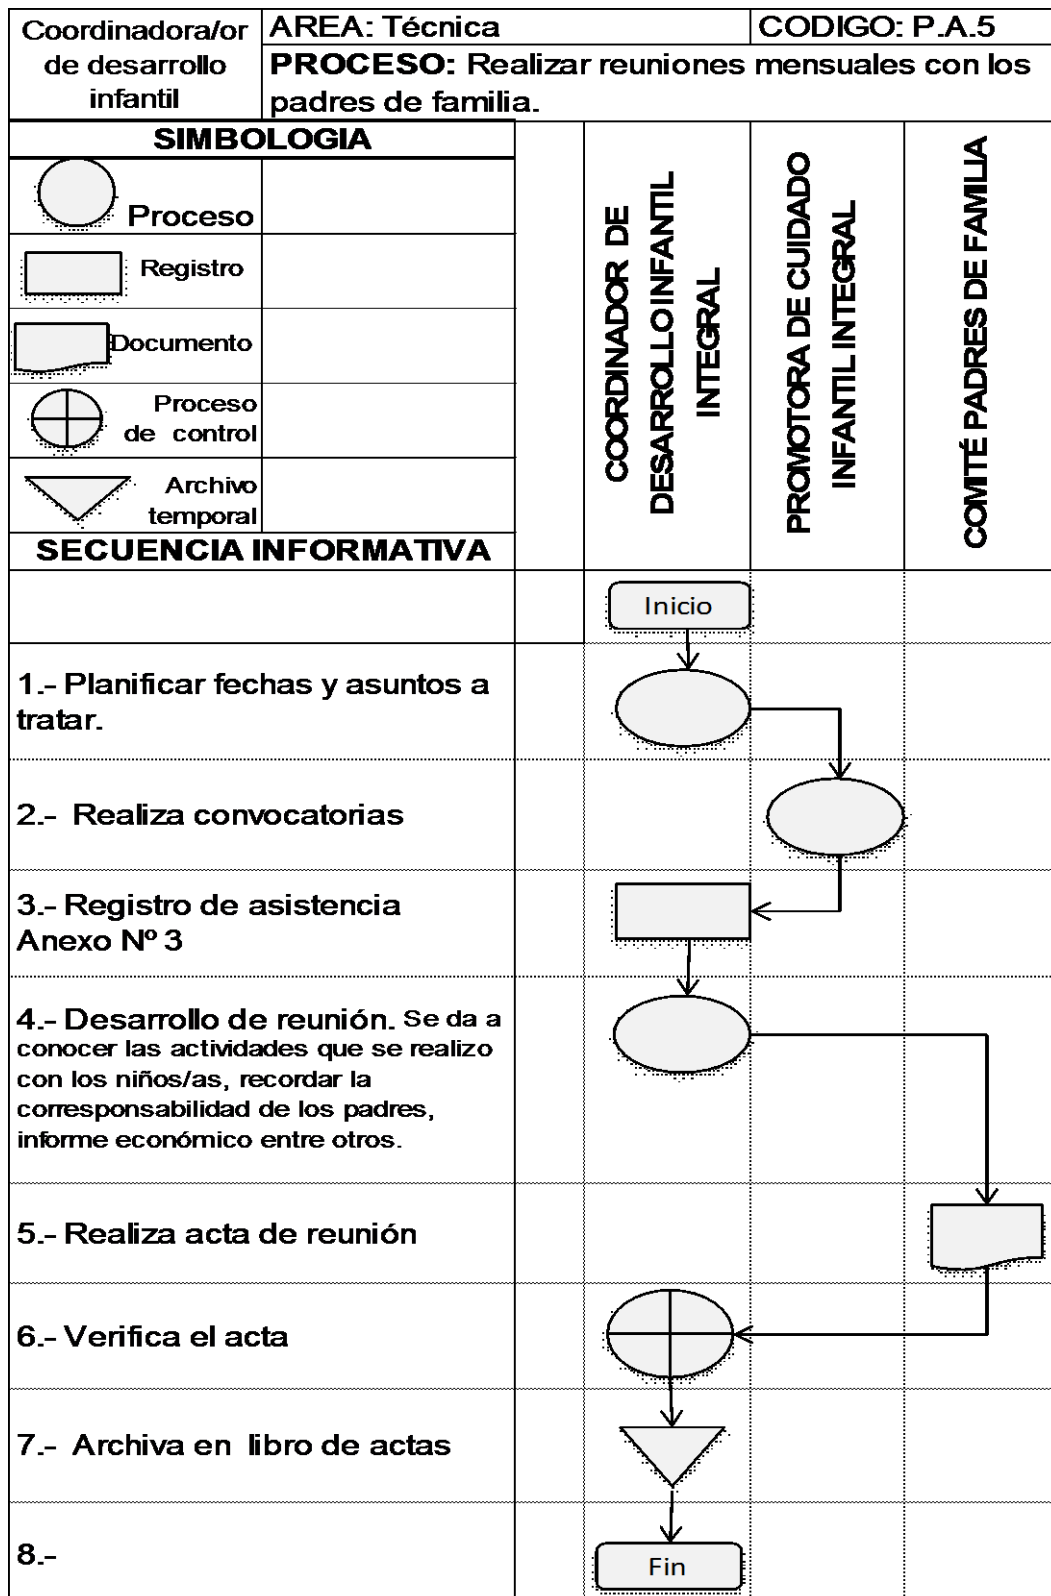 Coordinadora/or
de desarrollo
infantil
AREA: Técnica
CODIGO: P.A.5
PROCESO: Realizar reuniones mensuales con los
padres de familia.
SIMBOLOGIA
Proceso
Registro
Documento
Proceso
de control
Archivo
temporal
COORDINADOR DE
DESARROLLO INFANTIL
INTEGRAL
PROMOTORA DE CUIDADO
INFANTIL INTEGRAL
COMITÉ PADRES DE FAMILIA
SECUENCIA INFORMATIVA
Inicio
1.- Planificar fechas y asuntos a
tratar.
2.- Realiza convocatorias
3.- Registro de asistencia
Anexo Nº 3
4.- Desarrollo de reunión. Se da a
conocer las actividades que se realizo
con los niños/as, recordar la
corresponsabilidad de los padres,
informe económico entre otros.
5.- Realiza acta de reunión
6.- Verifica el acta
7.- Archiva en libro de actas
8.-
Fin